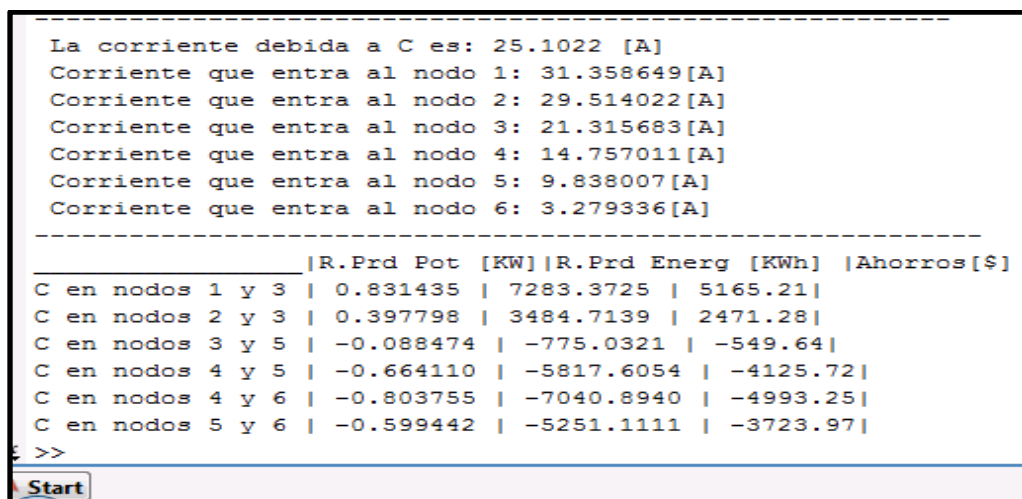 ------------------------------------------------------------
La corriente debida a C es: 25.1022 [A]
Corriente que entra al nodo 1: 31.358649[A]
Corriente que entra al nodo 2: 29.514022[A]
Corriente que entra al nodo 3: 21.315683[A]
Corriente que entra al nodo 4: 14.757011[A]
Corriente que entra al nodo 5: 9.838007[A]
Corriente que entra al nodo 6: 3.279336[A]
------------------------------------------------------------
_________________|R.Prd Pot [KW]|R.Prd Energ [KWh] |Ahorros[$]
C en nodos 1 y 3 | 0.831435 | 7283.3725 | 5165.21|
C en nodos 2 y 3 | 0.397798 | 3484.7139 | 2471.28|
C en nodos 3 y 5 | -0.088474 | -775.0321 | -549.64|
C en nodos 4 y 5 | -0.664110 | -5817.6054 | -4125.72|
C en nodos 4 y 6 | -0.803755 | -7040.8940 | -4993.25|
C en nodos 5 y 6 | -0.599442 | -5251.1111 | -3723.97|
>>
Start